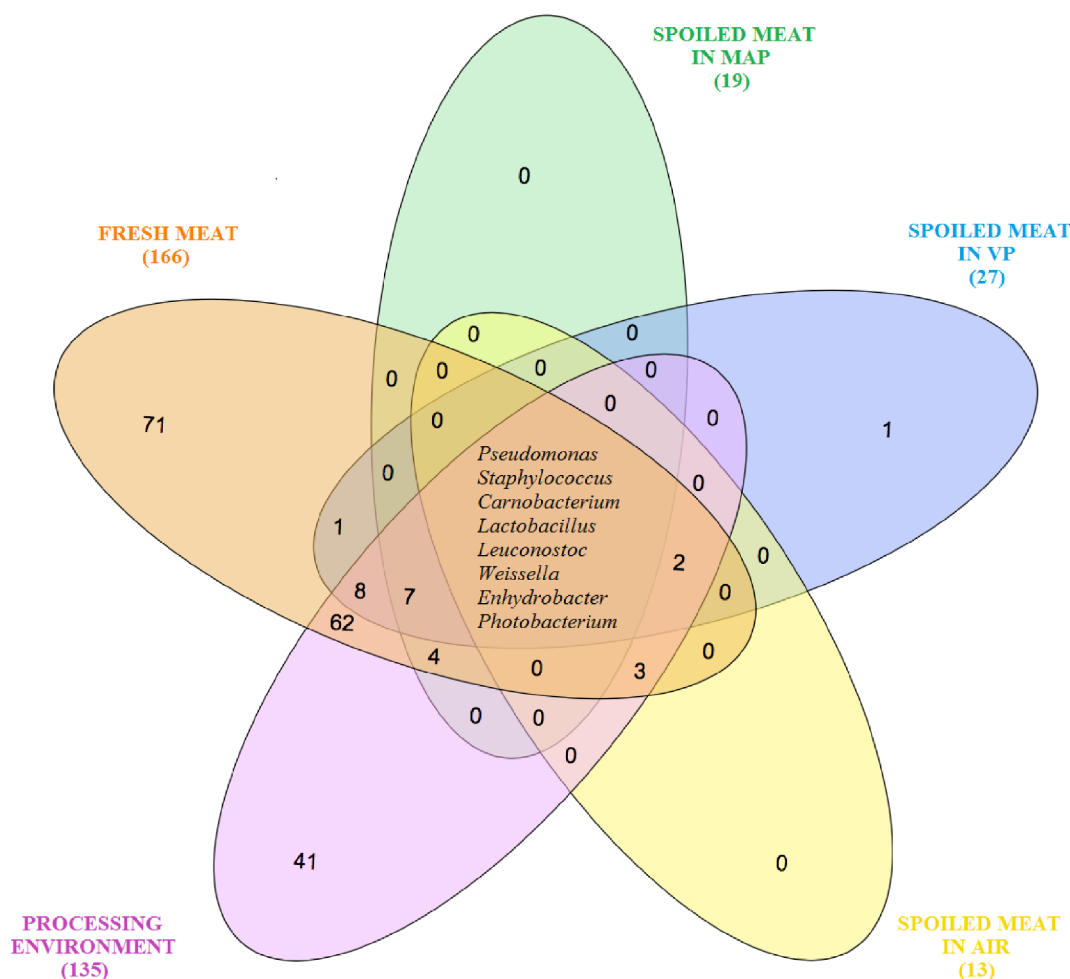 SPOILED MEAT
IN MAP
(19)
0
FRESH MEAT
(166)
SPOILED MEAT
IN VP
(27)
0
0
0
0
0
0
0
0
0
71
0
1
Pseudomonas
Staphylococcus
Carnobacterium
Lactobacillus
Leuconostoc
Weissella
Enhydrobacter
Photobacterium
0
0
1
0
2
0
8
7
62
4
0
3
0
0
0
0
41
0
PROCESSING
ENVIRONMENT
(135)
SPOILED MEAT
IN AIR
(13)